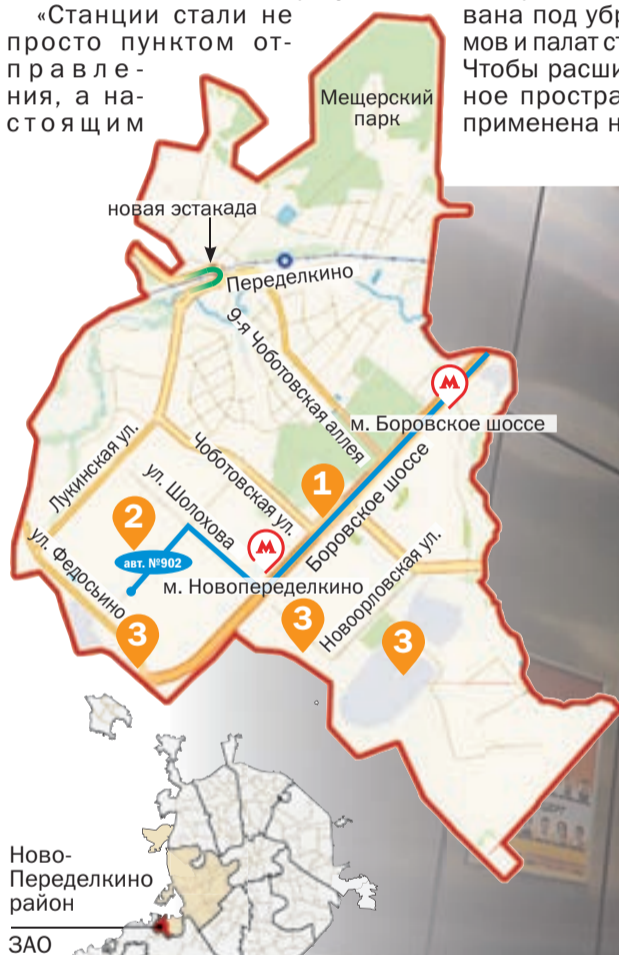 «Станции стали не
просто пунктом от-
правле-
ния, а на-
стоящим
вана под убр
мов и палат ст
Чтобы расши
ное простра
применена н
Мещерский
парк
новая эстакада
Переделкино
9-я Чоботовская аллея
М
м. Боровское шоссе
Лукинская ул.
Чоботовская ул.
ул. Шолохова
1
Боровское шоссе
2
авт. №902
М
м. Новопеределкино
ул. Федосьино
Новоорловская ул.
3
3
3
Ново-
Переделкино
район
ЗАО